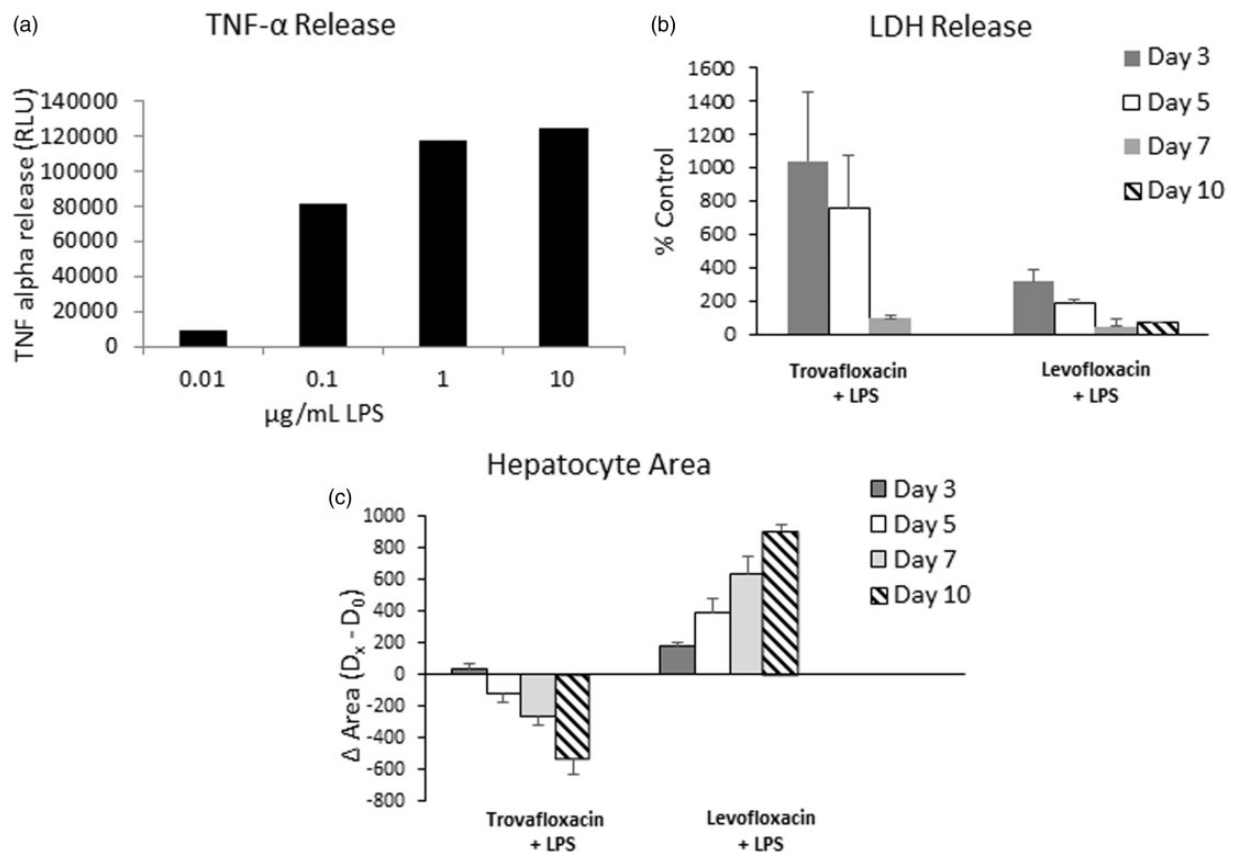 (a)
TNF-α Release
TNF alpha release (RLU)
140000
120000
100000
80000
60000
40000
20000
0
0.01 0.1 1 10
µg/mL LPS
(b)
LDH Release
% Control
1600
1400
1200
1000
800
600
400
200
0
Trovafloxacin
+ LPS
Levofloxacin
+ LPS
Day 3
Day 5
Day 7
Day 10
Hepatocyte Area
(c)
Δ Area (Dx - D0)
1000
800
600
400
200
0
-200
-400
-600
-800
Trovafloxacin
+ LPS
Levofloxacin
+ LPS
Day 3
Day 5
Day 7
Day 10